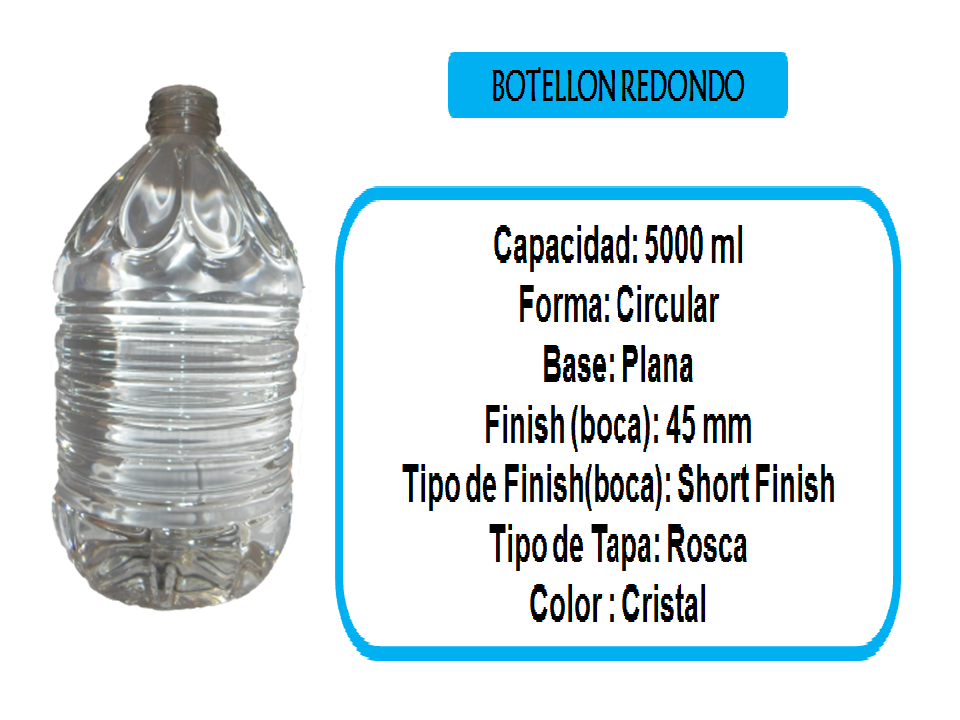 BOTELLON REDONDO
Capacidad: 5000 ml
Forma: Circular
Base: Plana
Finish (boca): 45 mm
Tipo de Finish(boca): Short Finish
Tipo de Tapa: Rosca
Color : Cristal